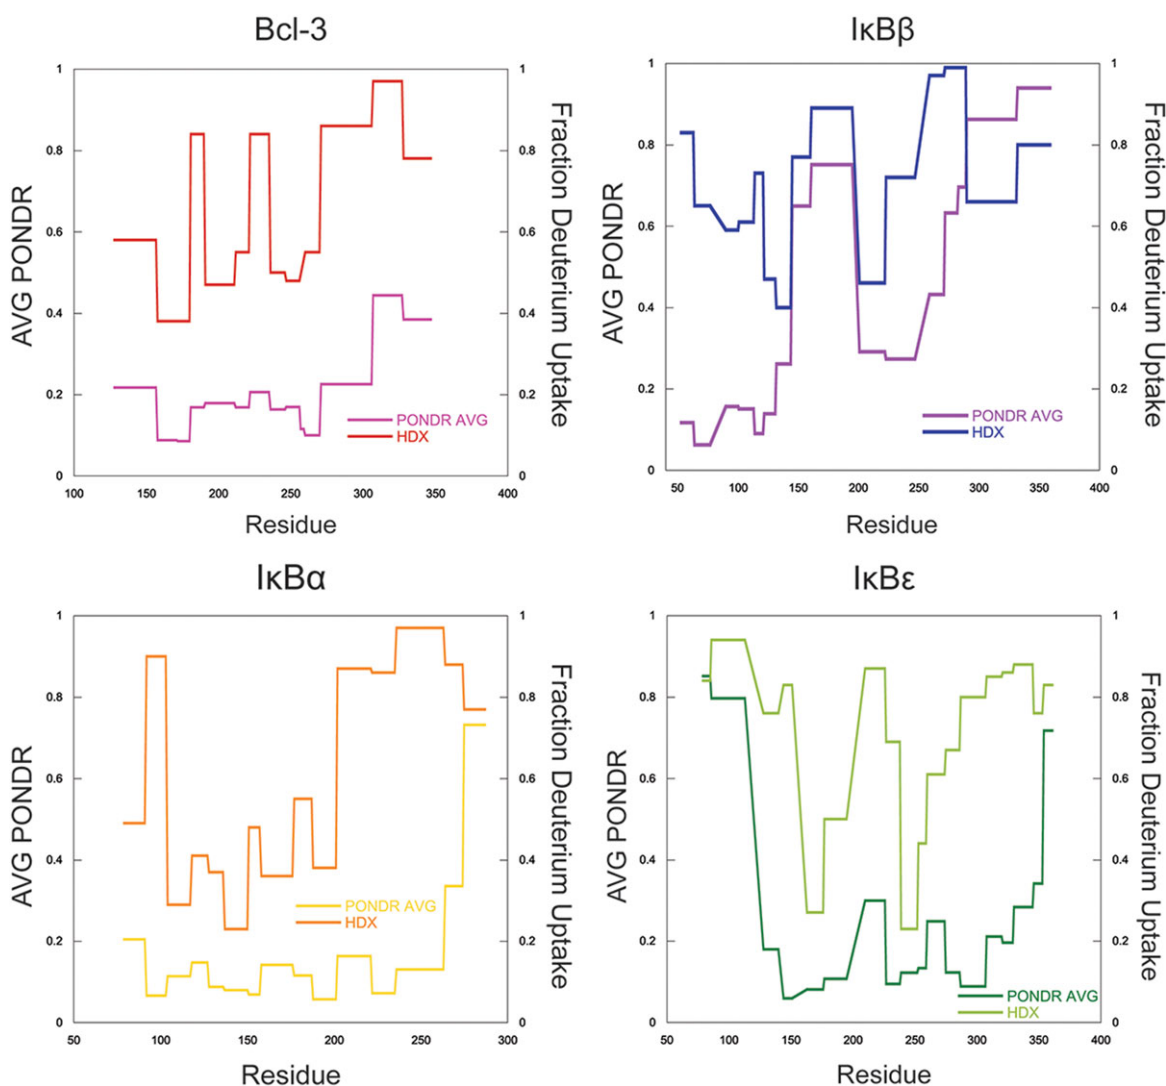 Bcl-3
1
0.8
0.6
0.4
0.2
0
AVG PONDR
1
0.8
0.6
0.4
0.2
0
Fraction Deuterium Uptake
PONDR AVG
HDX
100 150 200 250 300 350 400
Residue
IκBβ
1
0.8
0.6
0.4
0.2
0
AVG PONDR
1
0.8
0.6
0.4
0.2
0
Fraction Deuterium Uptake
PONDR AVG
HDX
50 100 150 200 250 300 350 400
Residue
IκBα
1
0.8
0.6
0.4
0.2
0
AVG PONDR
1
0.8
0.6
0.4
0.2
0
Fraction Deuterium Uptake
PONDR AVG
HDX
50 100 150 200 250 300
Residue
IκBε
1
0.8
0.6
0.4
0.2
0
AVG PONDR
1
0.8
0.6
0.4
0.2
0
Fraction Deuterium Uptake
PONDR AVG
HDX
50 100 150 200 250 300 350 400
Residue